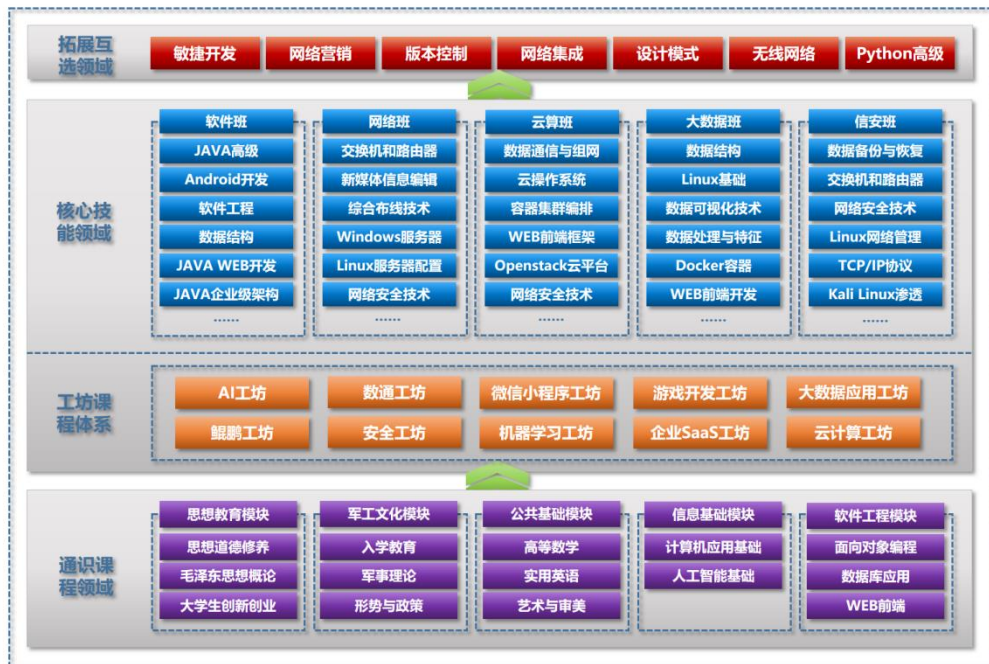 拓展互
选领域
敏捷开发 网络营销 版本控制 网络集成 设计模式 无线网络 Python高级
核心技
能领域
软件班 网络班 云算班 大数据班 信安班
JAVA高级 交换机和路由器 数据通信与组网 数据结构 数据备份与恢复
Android开发 新媒体信息编辑 云操作系统 Linux基础 交换机和路由器
软件工程 综合布线技术 容器集群编排 数据可视化技术 网络安全技术
数据结构 Windows服务器 WEB前端框架 数据处理与特征 Linux网络管理
JAVA WEB开发 Linux服务器配置 Openstack云平台 Docker容器 TCP/IP协议
JAVA企业级架构 网络安全技术 网络安全技术 WEB前端开发 Kali Linux渗透
...... ...... ...... ...... ......
工坊课
程体系
AI工坊 数通工坊 微信小程序工坊 游戏开发工坊 大数据应用工坊
鲲鹏工坊 安全工坊 机器学习工坊 企业SaaS工坊 云计算工坊
通识课
程领域
思想教育模块 军工文化模块 公共基础模块 信息基础模块 软件工程模块
思想道德修养 入学教育 高等数学 计算机应用基础 面向对象编程
毛泽东思想概论 军事理论 实用英语 人工智能基础 数据库应用
大学生创新创业 形势与政策 艺术与审美 WEB前端